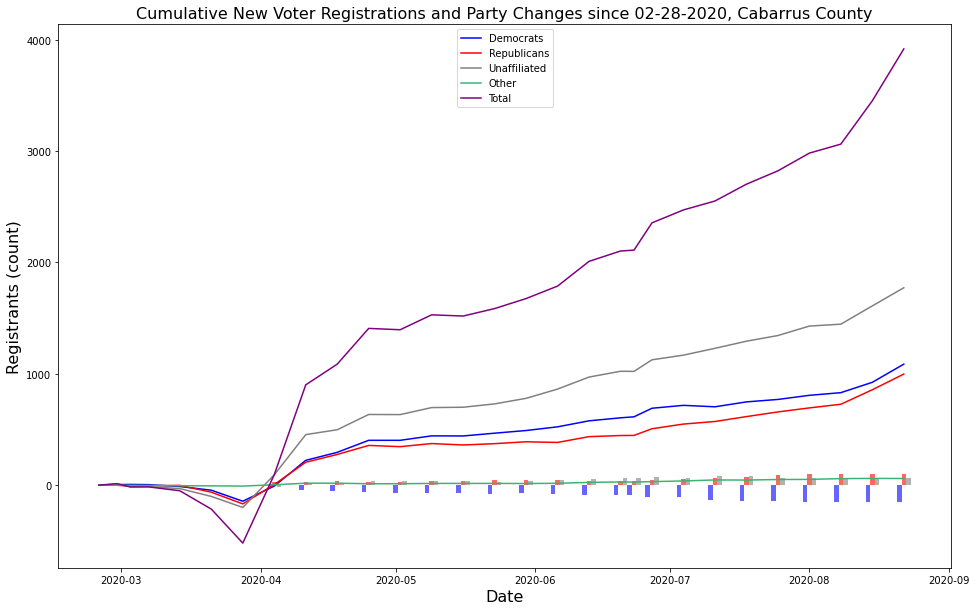 Cumulative New Voter Registrations and Party Changes since 02-28-2020, Cabarrus County
Democrats
Republicans
Unaffiliated
Other
Total
Registrants (count)
4000
3000
2000
1000
0
2020-03
2020-04
2020-05
2020-06
2020-07
2020-08
2020-09
Date